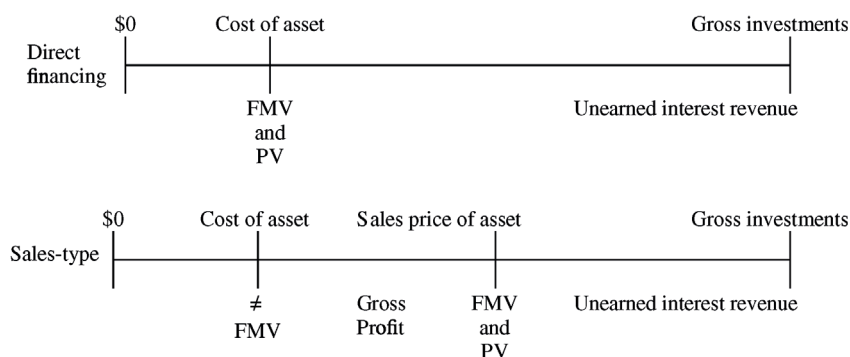 $0 Cost of asset Gross investments
Direct
financing
FMV
and
PV
Unearned interest revenue
$0 Cost of asset Sales price of asset Gross investments
Sales-type
≠
FMV
Gross
Profit
FMV
and
PV
Unearned interest revenue